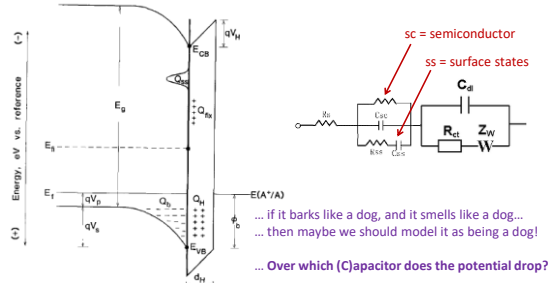 Energy, eV vs. reference
(−)
(+)
qV_H
E_CB
Q_ss
Q_fix
E_g
E_fi
E_f
qV_p
qV_s
Q_b
Q_H
E(A⁺/A)
ϕ_b
E_VB
d_H
sc = semiconductor
ss = surface states
C_sc
R_ss
C_ss
C_dl
R_ct
Z_W
W
... if it barks like a dog, and it smells like a dog...
... then maybe we should model it as being a dog!
... Over which (C)apacitor does the potential drop?